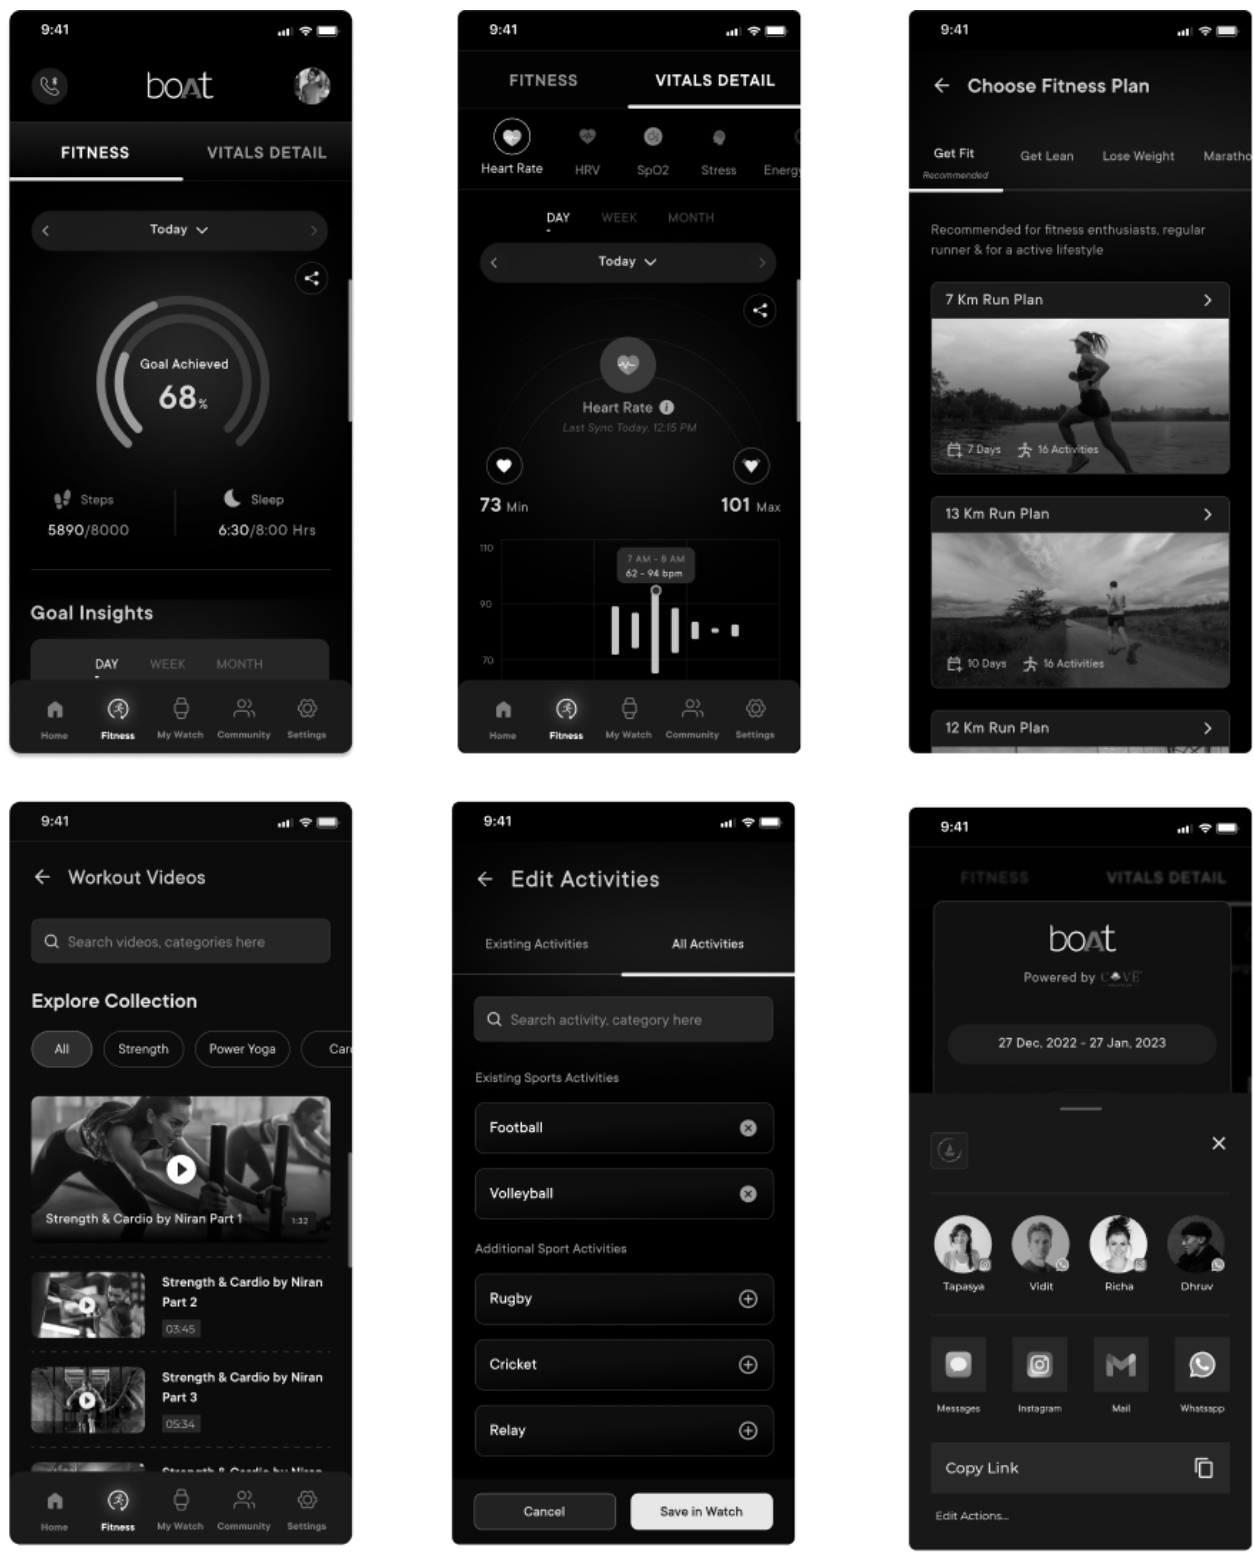 9:41
boAt
FITNESS
VITALS DETAIL
Today
Goal Achieved
68%
Steps
5890/8000
Sleep
6:30/8:00 Hrs
Goal Insights
DAY
WEEK
MONTH
Home
Fitness
My Watch
Community
Settings
9:41
FITNESS
VITALS DETAIL
Heart Rate
HRV
SpO2
Stress
Energy
DAY
WEEK
MONTH
Today
Heart Rate
Last Sync Today, 12:15 PM
73 Min
101 Max
110
7 AM - 8 AM
62 - 94 bpm
90
70
Home
Fitness
My Watch
Community
Settings
9:41
Choose Fitness Plan
Get Fit
Recommended
Get Lean
Lose Weight
Maratho
Recommended for fitness enthusiasts, regular
runner & for a active lifestyle
7 Km Run Plan
7 Days
16 Activities
13 Km Run Plan
10 Days
16 Activities
12 Km Run Plan
9:41
Workout Videos
Search videos, categories here
Explore Collection
All
Strength
Power Yoga
Card
Strength & Cardio by Niran Part 1
1:32
Strength & Cardio by Niran
Part 2
03:45
Strength & Cardio by Niran
Part 3
05:34
Strength & Cardio by Niran
Home
Fitness
My Watch
Community
Settings
9:41
Edit Activities
Existing Activities
All Activities
Search activity, category here
Existing Sports Activities
Football
Volleyball
Additional Sport Activities
Rugby
Cricket
Relay
Cancel
Save in Watch
9:41
FITNESS
VITALS DETAIL
boAt
Powered by COVE
27 Dec, 2022 - 27 Jan, 2023
Tapasya
Vidit
Richa
Dhruv
Messages
Instagram
Mail
Whatsapp
Copy Link
Edit Actions...